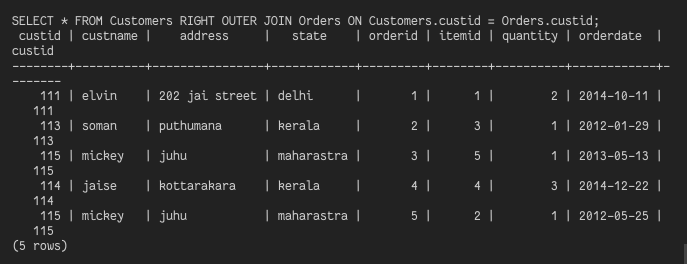 SELECT * FROM Customers RIGHT OUTER JOIN Orders ON Customers.custid = Orders.custid;
 custid | custname |    address     |   state    | orderid | itemid | quantity | orderdate  | 
custid
--------+----------+----------------+------------+---------+--------+----------+------------+-
-------
    111 | elvin    | 202 jai street | delhi      |       1 |      1 |        2 | 2014-10-11 | 
   111
    113 | soman    | puthumana      | kerala     |       2 |      3 |        1 | 2012-01-29 | 
   113
    115 | mickey   | juhu           | maharastra |       3 |      5 |        1 | 2013-05-13 | 
   115
    114 | jaise    | kottarakara    | kerala     |       4 |      4 |        3 | 2014-12-22 | 
   114
    115 | mickey   | juhu           | maharastra |       5 |      2 |        1 | 2012-05-25 | 
   115
(5 rows)